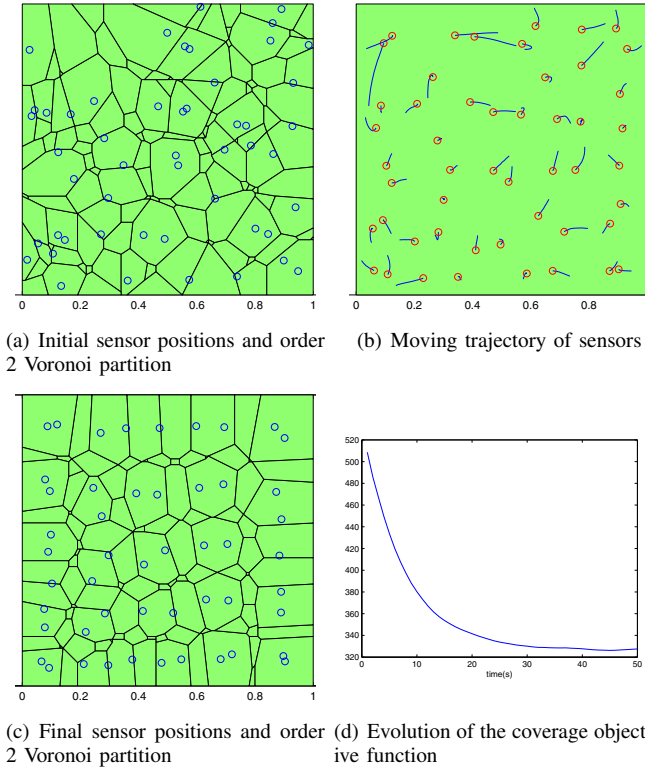 0 0.2 0.4 0.6 0.8 1
0 0.2 0.4 0.6 0.8
(a) Initial sensor positions and order
2 Voronoi partition
(b) Moving trajectory of sensors
0 0.2 0.4 0.6 0.8 1
520
500
480
460
440
420
400
380
360
340
320
0 10 20 30 40 50
time(s)
(c) Final sensor positions and order
2 Voronoi partition
(d) Evolution of the coverage object
ive function